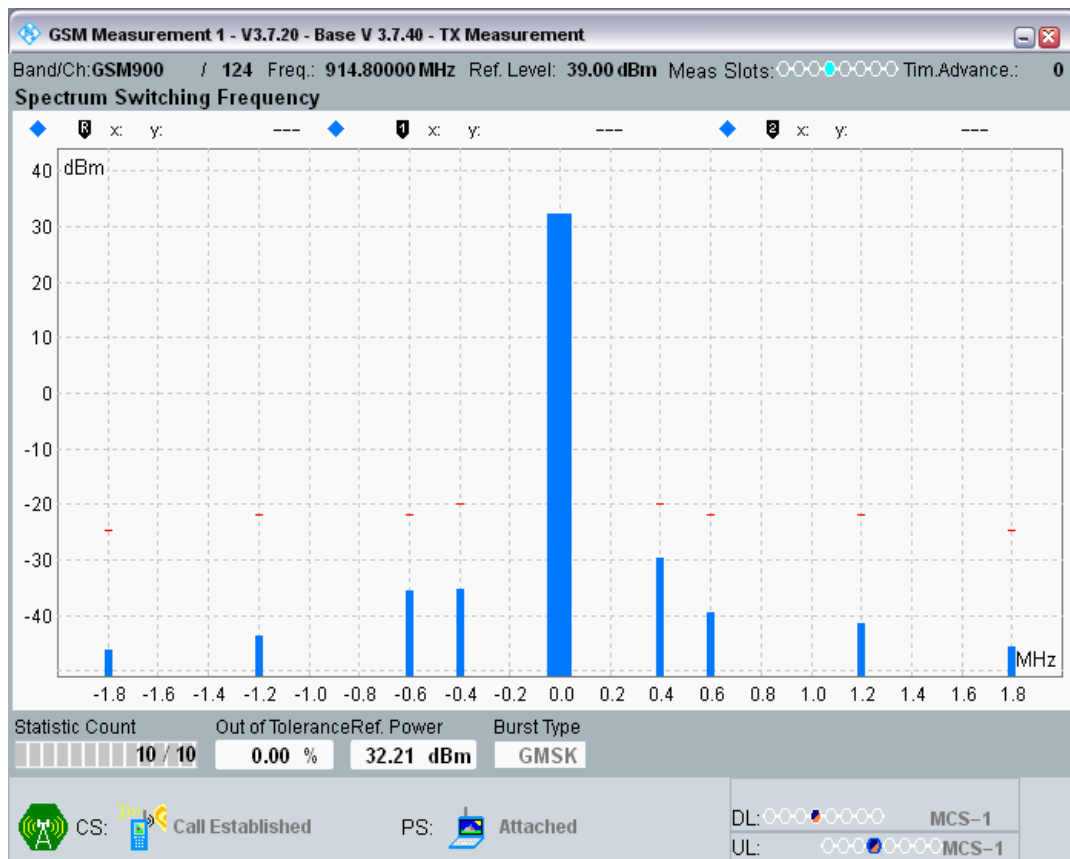 GSM Measurement 1 - V3.7.20 - Base V 3.7.40 - TX Measurement
Band/Ch:GSM900 / 124 Freq.: 914.80000 MHz Ref. Level: 39.00 dBm Meas Slots: Tim.Advance.: 0
Spectrum Switching Frequency
R x: y: --- 1 x: y: --- 2 x: y: ---
dBm
40
30
20
10
0
-10
-20
-30
-40
MHz
-1.8 -1.6 -1.4 -1.2 -1.0 -0.8 -0.6 -0.4 -0.2 0.0 0.2 0.4 0.6 0.8 1.0 1.2 1.4 1.6 1.8
Statistic Count Out of Tolerance Ref. Power Burst Type
10 / 10 0.00 % 32.21 dBm GMSK
CS: Call Established PS: Attached
DL: MCS-1
UL: MCS-1